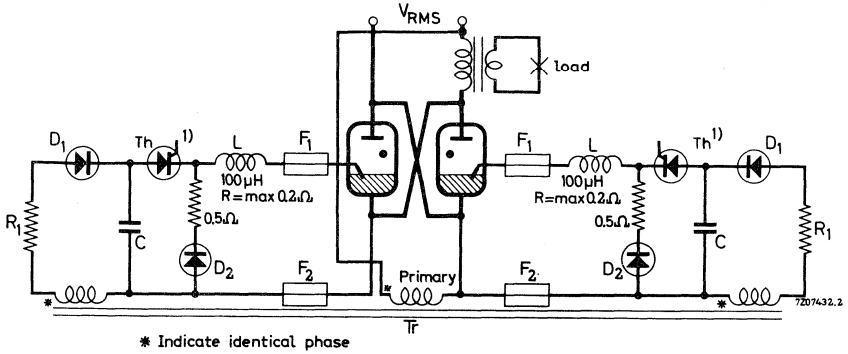 V RMS
load
D1 Th 1) L F1 F1 L Th 1) D1
100µH
R=max 0.2Ω
100µH
R=max 0.2Ω
R1 C 0,5Ω 0,5Ω C R1
D2 F2 Primary F2 D2
* * *
7Z07432.2
Tr
* Indicate identical phase